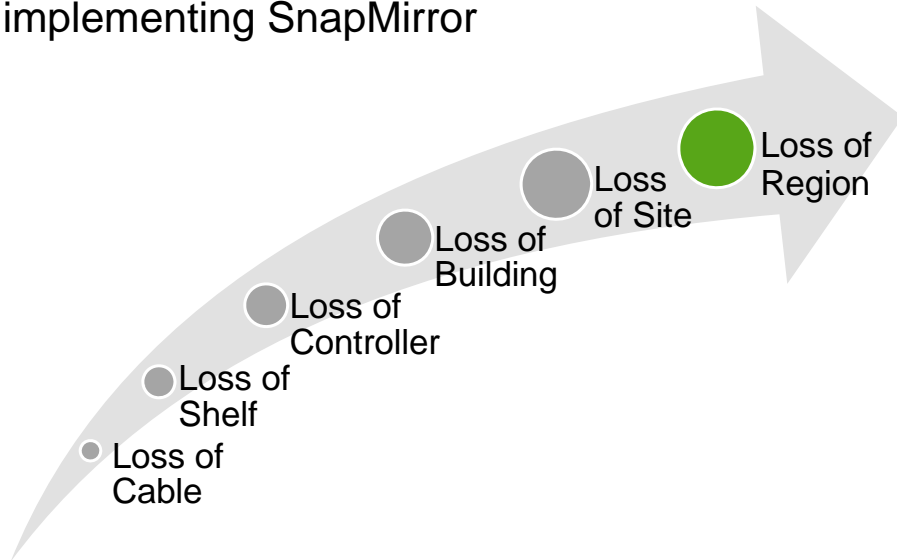 implementing SnapMirror
Loss of
Region
Loss
of Site
Loss of
Building
Loss of
Controller
Loss of
Shelf
Loss of
Cable